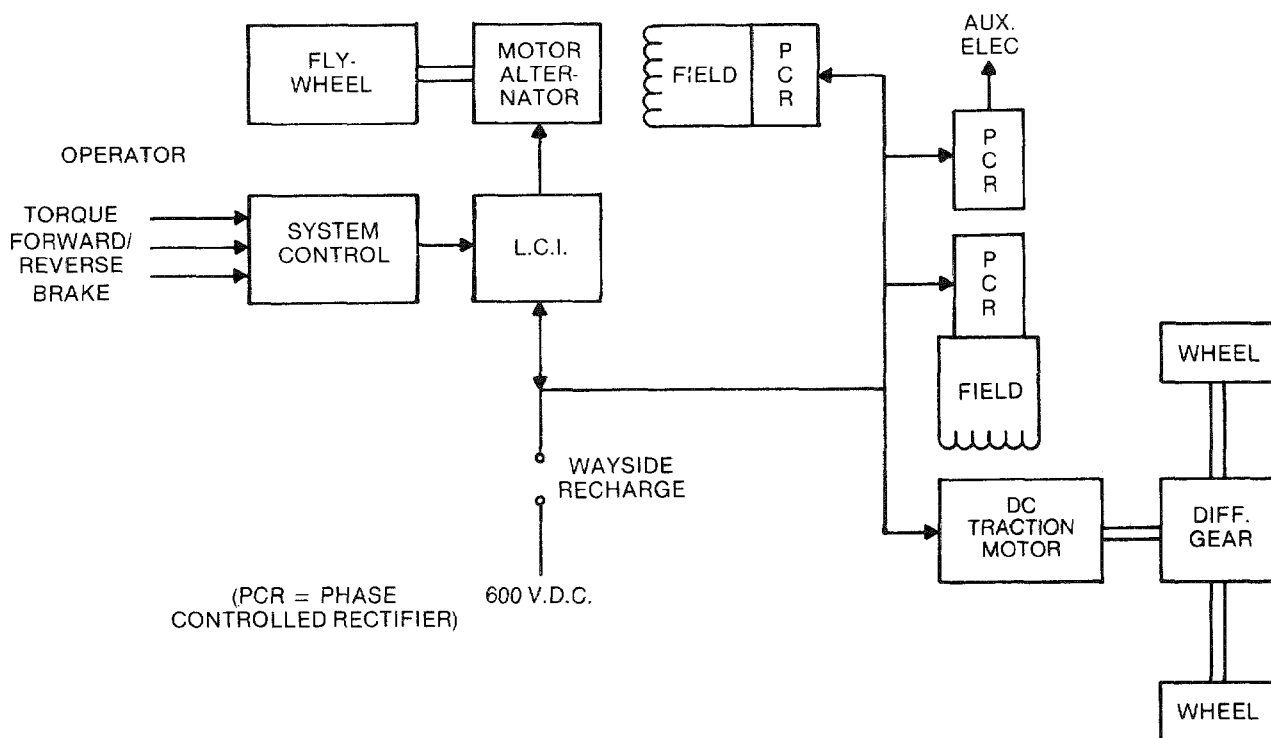 FLY-
WHEEL
MOTOR
ALTER-
NATOR
FIELD
P
C
R
AUX.
ELEC
P
C
R
OPERATOR
TORQUE
FORWARD/
REVERSE
BRAKE
SYSTEM
CONTROL
L.C.I.
P
C
R
FIELD
WHEEL
WAYSIDE
RECHARGE
DC
TRACTION
MOTOR
DIFF.
GEAR
(PCR = PHASE
CONTROLLED RECTIFIER)
600 V.D.C.
WHEEL